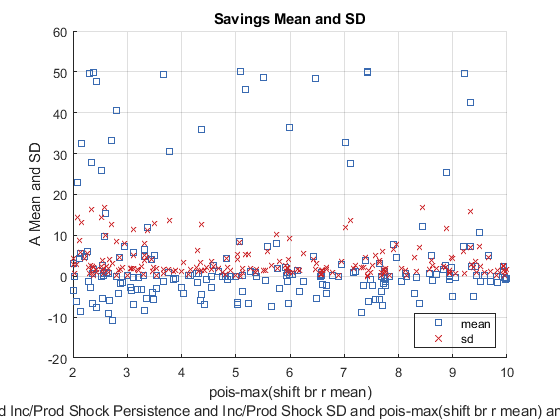 Savings Mean and SD
A Mean and SD
60
50
40
30
20
10
0
-10
-20
2 3 4 5 6 7 8 9 10
mean
sd
pois-max(shift br r mean)
d Inc/Prod Shock Persistence and Inc/Prod Shock SD and pois-max(shift br r mean) a